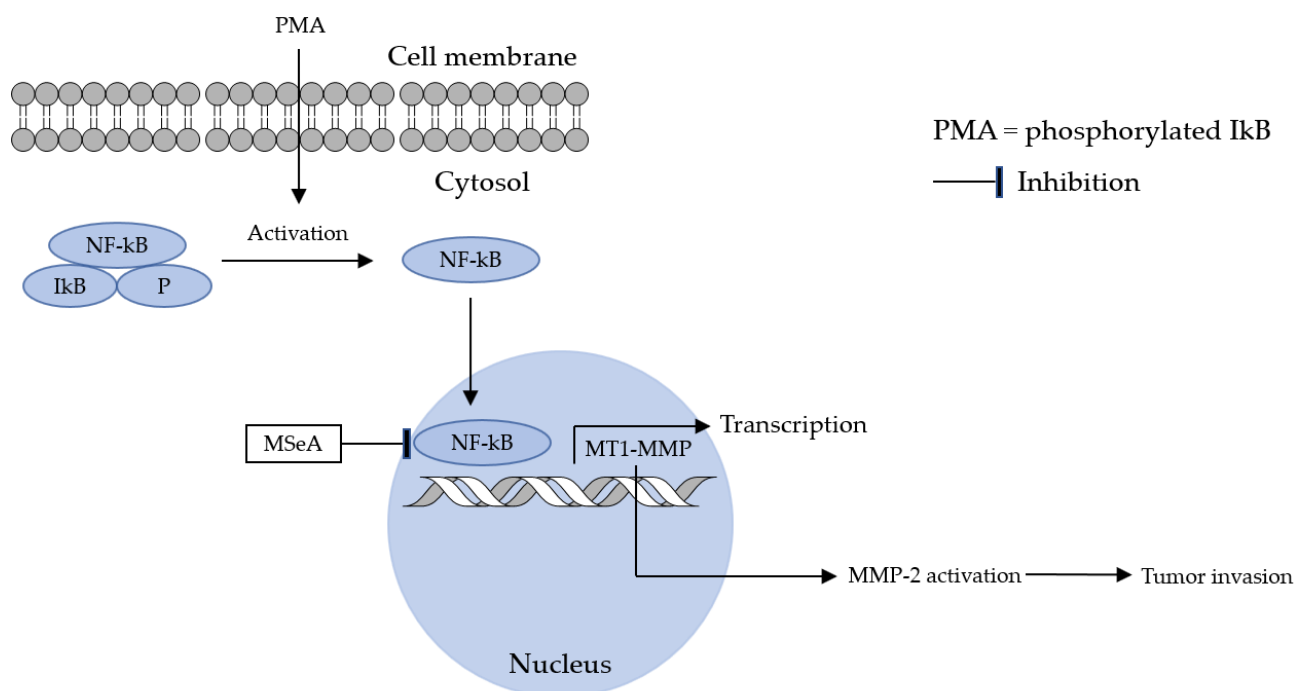 PMA
Cell membrane
PMA = phosphorylated IkB
Inhibition
Cytosol
Activation
NF-kB
IkB
P
NF-kB
MSeA
NF-kB
MT1-MMP
Transcription
MMP-2 activation
Tumor invasion
Nucleus